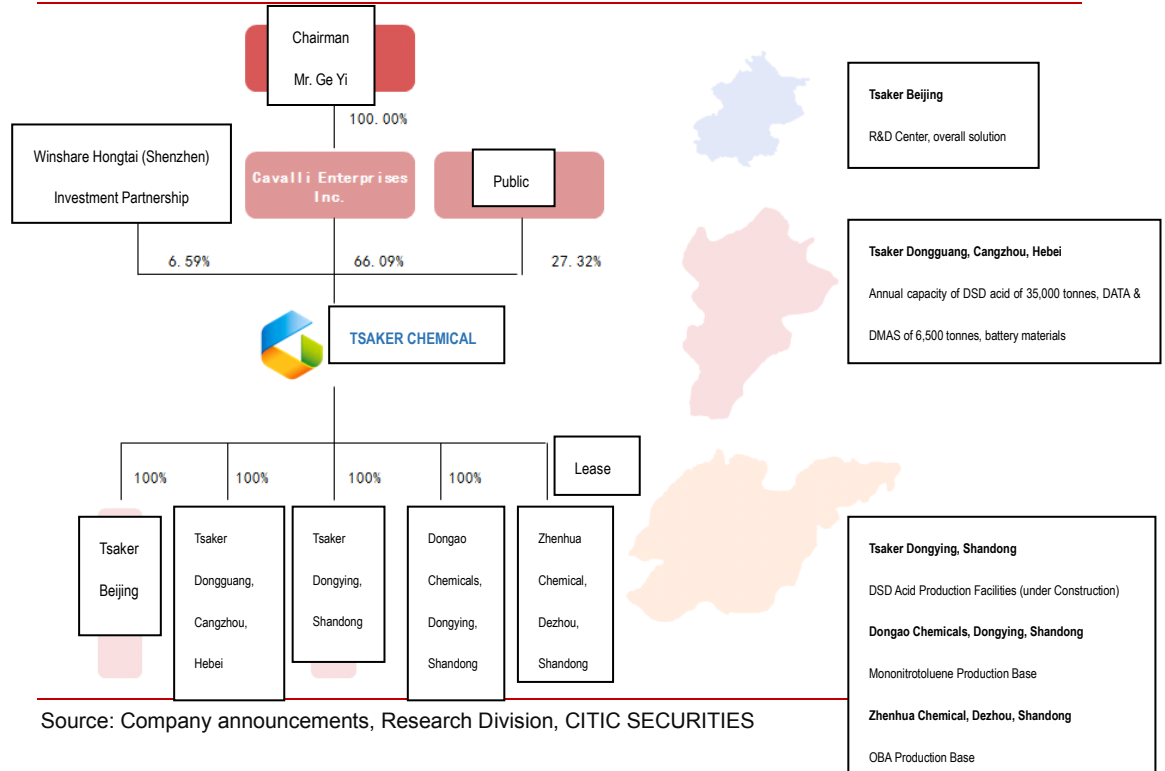 Chairman
Mr. Ge Yi
100.00%
Winshare Hongtai (Shenzhen)
Investment Partnership
Cavalli Enterprises
Inc.
Public
6.59%
66.09%
27.32%
TSAKER CHEMICAL
Lease
100%
100%
100%
100%
Tsaker
Beijing
Tsaker
Dongguang,
Cangzhou,
Hebei
Tsaker
Dongying,
Shandong
Dongao
Chemicals,
Dongying,
Shandong
Zhenhua
Chemical,
Dezhou,
Shandong
Tsaker Beijing
R&D Center, overall solution
Tsaker Dongguang, Cangzhou, Hebei
Annual capacity of DSD acid of 35,000 tonnes, DATA &
DMAS of 6,500 tonnes, battery materials
Tsaker Dongying, Shandong
DSD Acid Production Facilities (under Construction)
Dongao Chemicals, Dongying, Shandong
Mononitrotoluene Production Base
Zhenhua Chemical, Dezhou, Shandong
OBA Production Base
Source: Company announcements, Research Division, CITIC SECURITIES